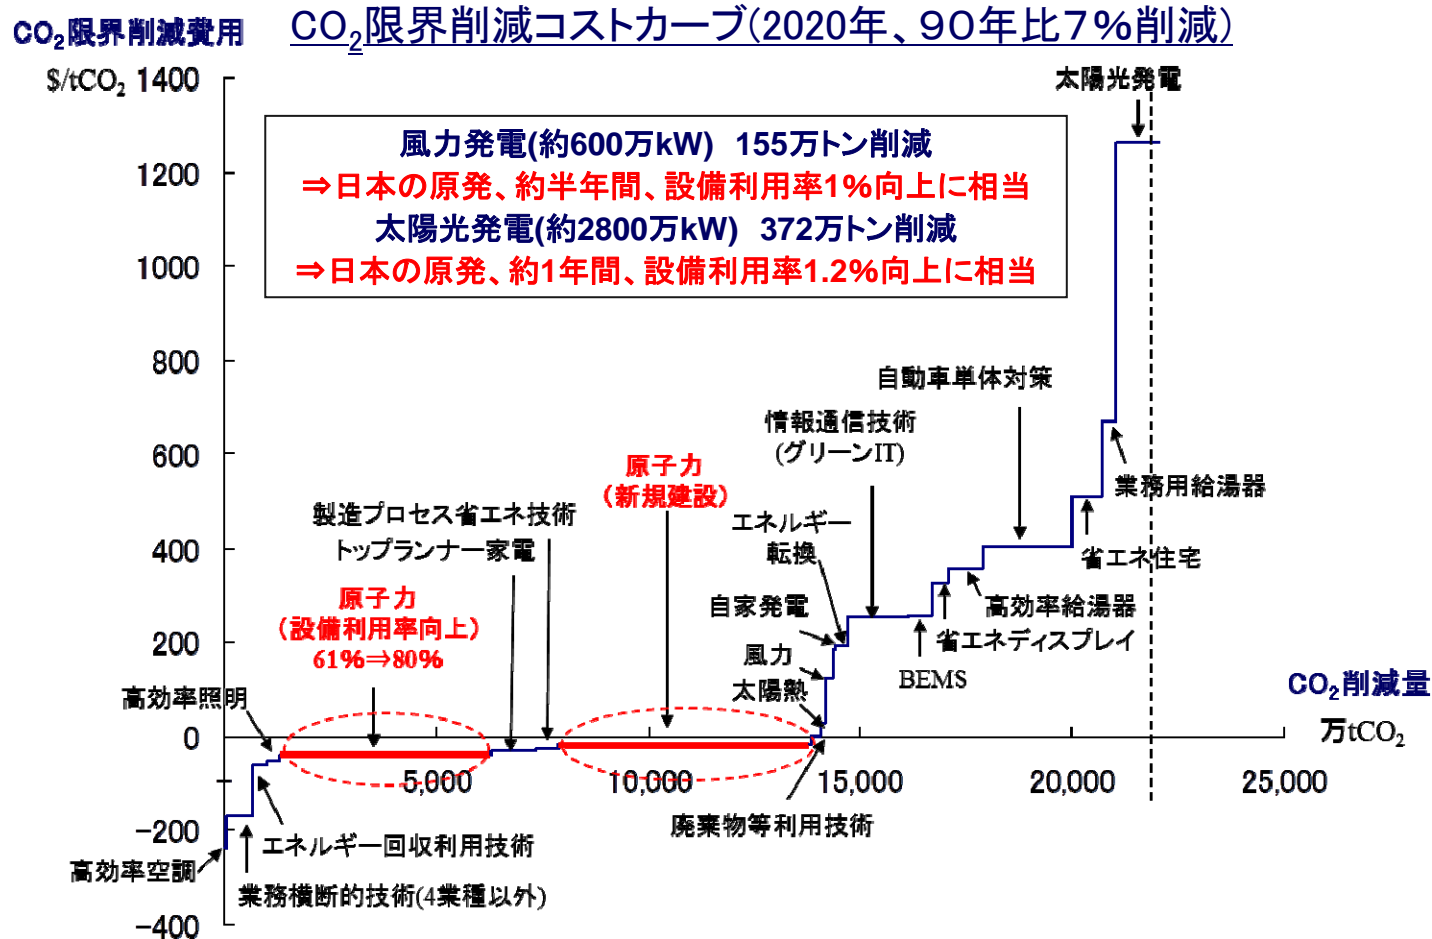 CO₂限界削減コストカーブ(2020年、９０年比７％削減)
CO₂限界削減費用
$/tCO₂
1400
1200
1000
800
600
400
200
0
-200
-400
太陽光発電
風力発電(約600万kW) 155万トン削減
⇒日本の原発、約半年間、設備利用率1%向上に相当
太陽光発電(約2800万kW) 372万トン削減
⇒日本の原発、約1年間、設備利用率1.2%向上に相当
自動車単体対策
情報通信技術
(グリーンIT)
原子力
（新規建設）
業務用給湯器
製造プロセス省エネ技術
トップランナー家電
エネルギー
転換
省エネ住宅
原子力
（設備利用率向上）
61%⇒80%
自家発電
高効率給湯器
省エネディスプレイ
風力
BEMS
太陽熱
高効率照明
CO₂削減量
万tCO₂
5,000
10,000
15,000
20,000
25,000
廃棄物等利用技術
エネルギー回収利用技術
高効率空調
業務横断的技術(4業種以外)